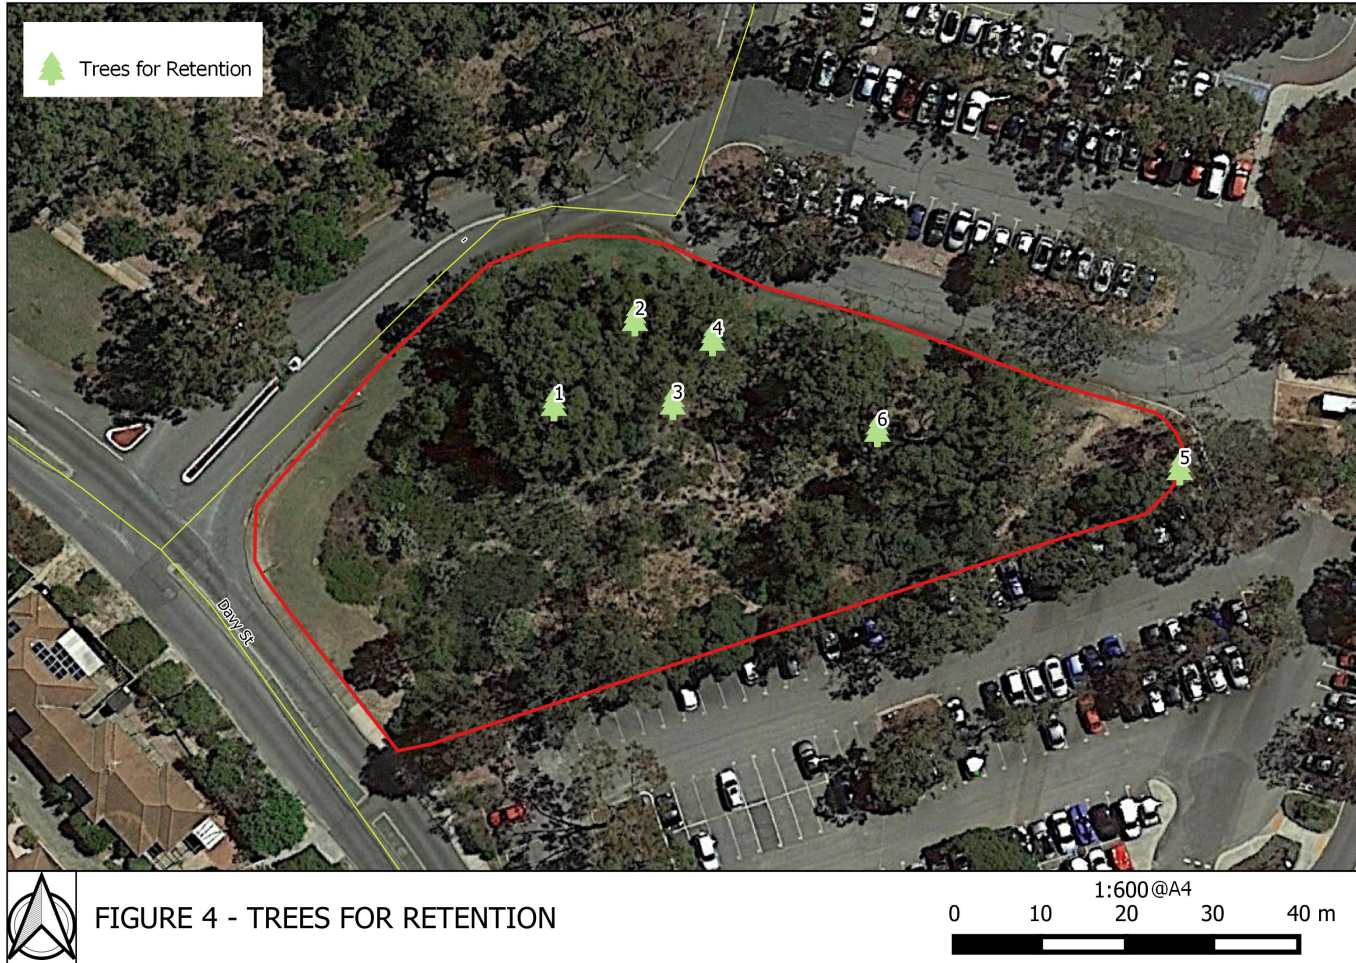 Trees for Retention
2
4
1
3
6
5
Davy St
FIGURE 4 - TREES FOR RETENTION
1:600@A4
0 10 20 30 40 m